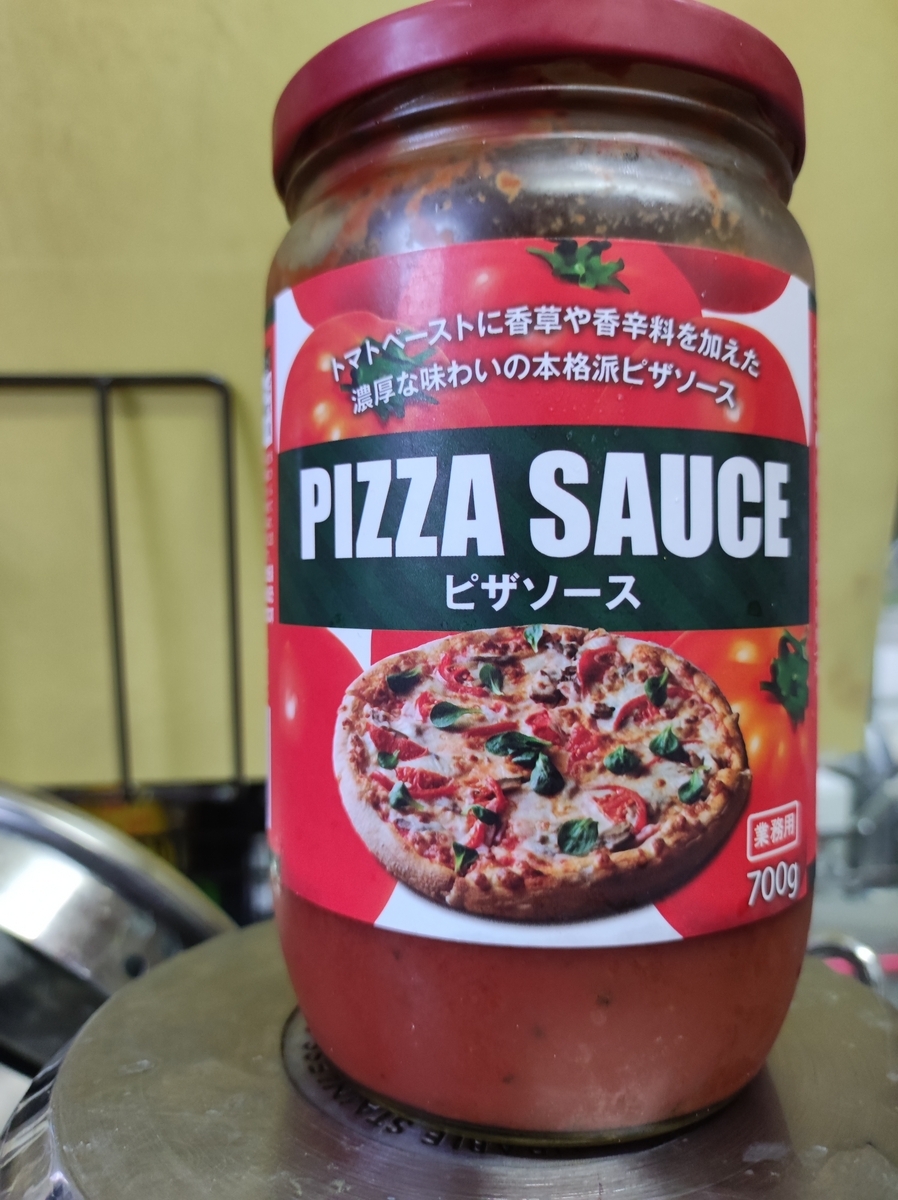 トマトペーストに香草や香辛料を加えた
濃厚な味わいの本格派ピザソース
PIZZA SAUCE
ピザソース
業務用
700g